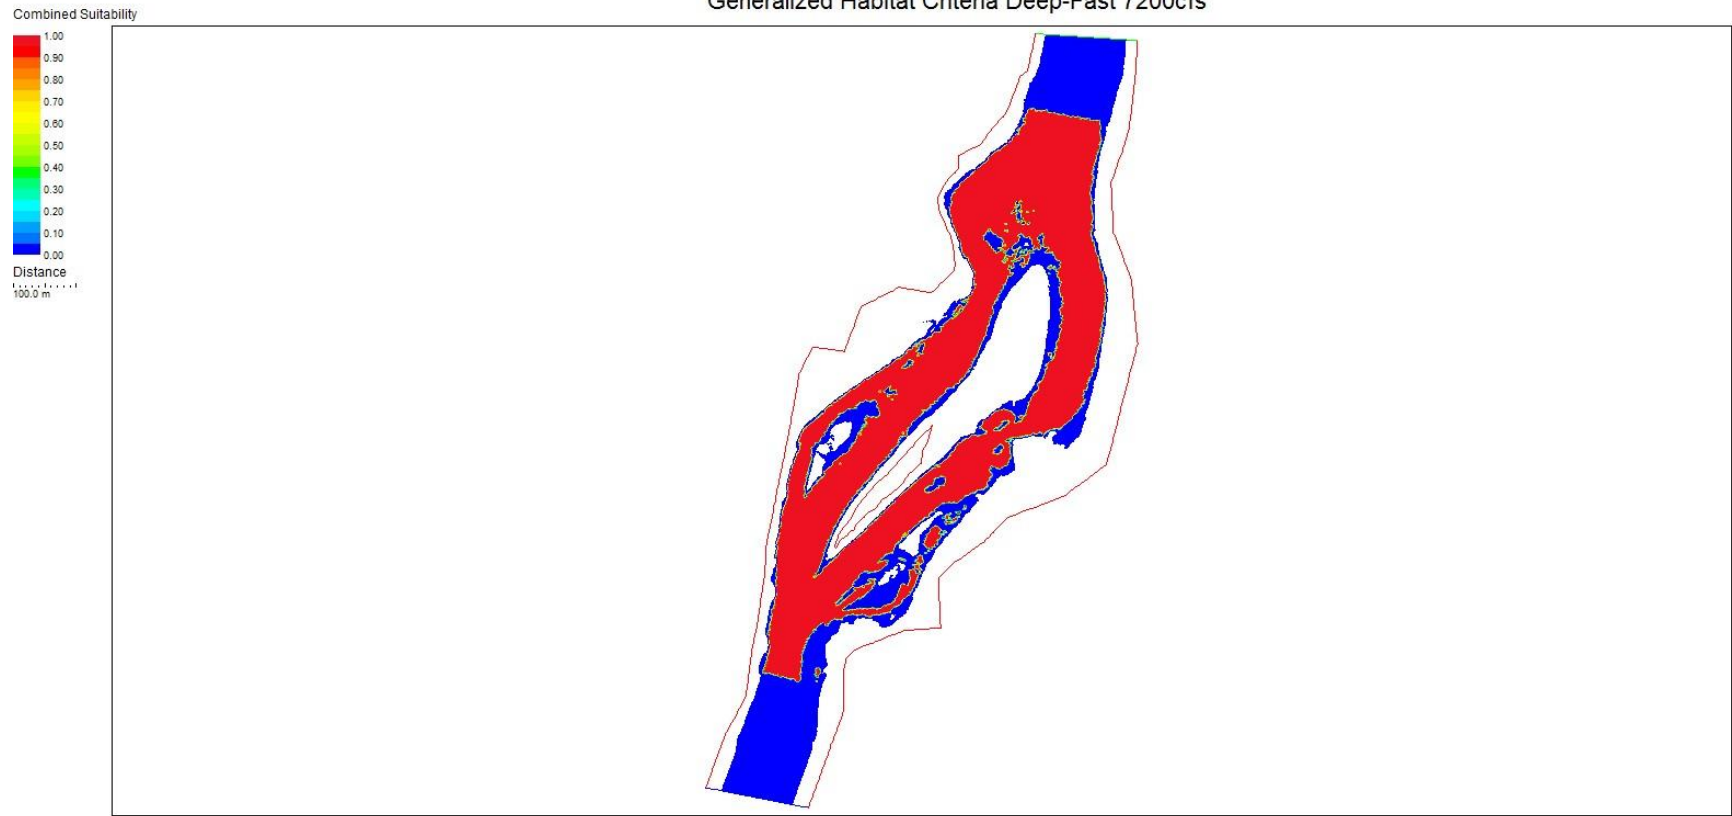 Generalized Habitat Criteria Deep-Fast 7200cfs
Combined Suitability
1.00
0.90
0.80
0.70
0.60
0.50
0.40
0.30
0.20
0.10
0.00
Distance
100.0 m